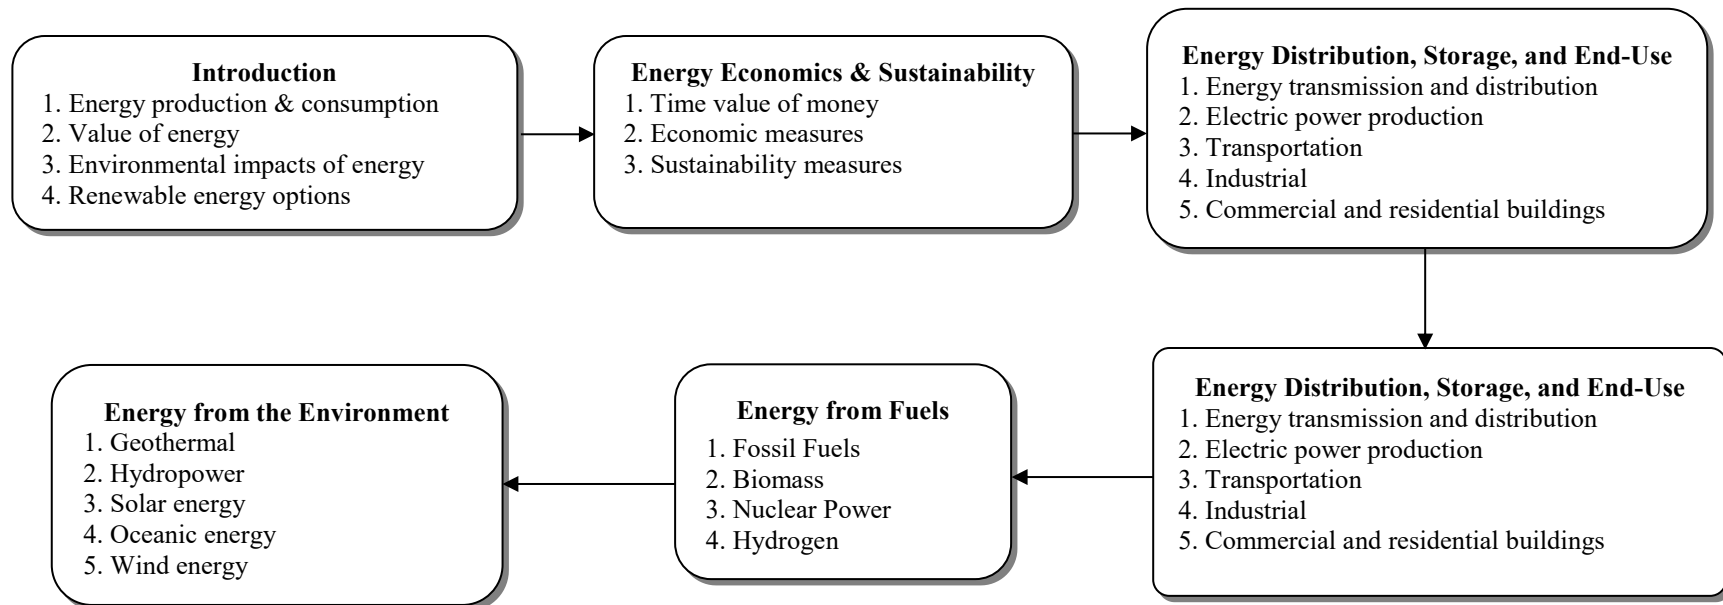 Introduction
1. Energy production & consumption
2. Value of energy
3. Environmental impacts of energy
4. Renewable energy options
Energy Economics & Sustainability
1. Time value of money
2. Economic measures
3. Sustainability measures
Energy Distribution, Storage, and End-Use
1. Energy transmission and distribution
2. Electric power production
3. Transportation
4. Industrial
5. Commercial and residential buildings
Energy Distribution, Storage, and End-Use
1. Energy transmission and distribution
2. Electric power production
3. Transportation
4. Industrial
5. Commercial and residential buildings
Energy from Fuels
1. Fossil Fuels
2. Biomass
3. Nuclear Power
4. Hydrogen
Energy from the Environment
1. Geothermal
2. Hydropower
3. Solar energy
4. Oceanic energy
5. Wind energy